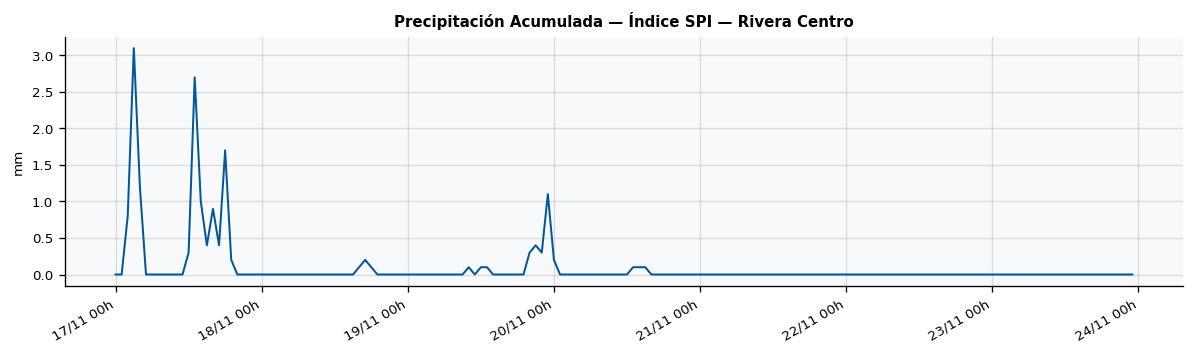 Precipitación Acumulada — Índice SPI — Rivera Centro
mm
3.0
2.5
2.0
1.5
1.0
0.5
0.0
17/11 00h
18/11 00h
19/11 00h
20/11 00h
21/11 00h
22/11 00h
23/11 00h
24/11 00h